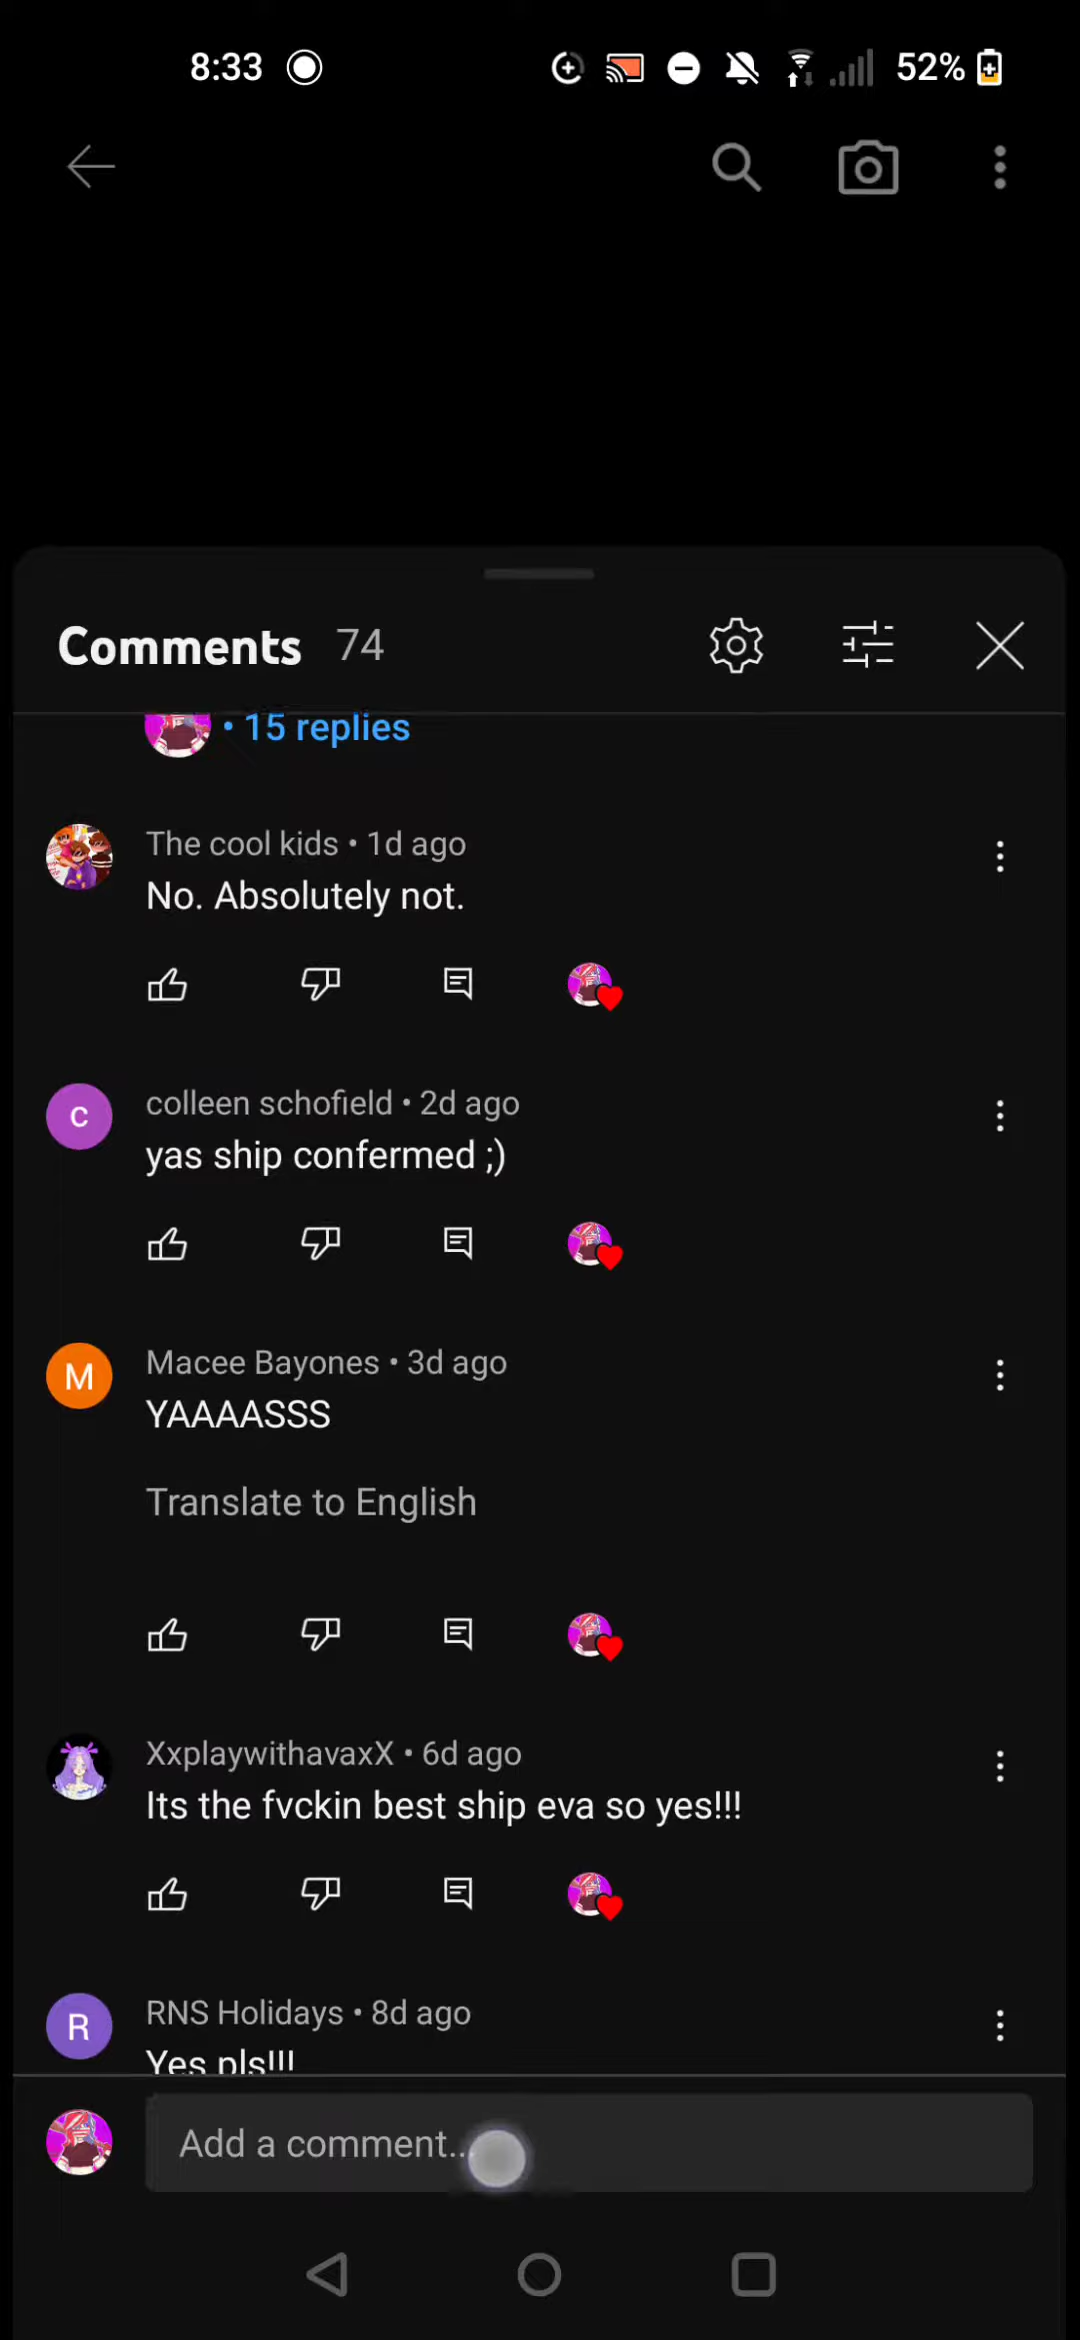 8:33
52%
Comments 74
• 15 replies
The cool kids • 1d ago
No. Absolutely not.
C
colleen schofield • 2d ago
yas ship confermed ;)
M
Macee Bayones • 3d ago
YAAAASSS
Translate to English
XxplaywithavaxX • 6d ago
Its the fvckin best ship eva so yes!!!
R
RNS Holidays • 8d ago
Yes pls!!!
Add a comment...